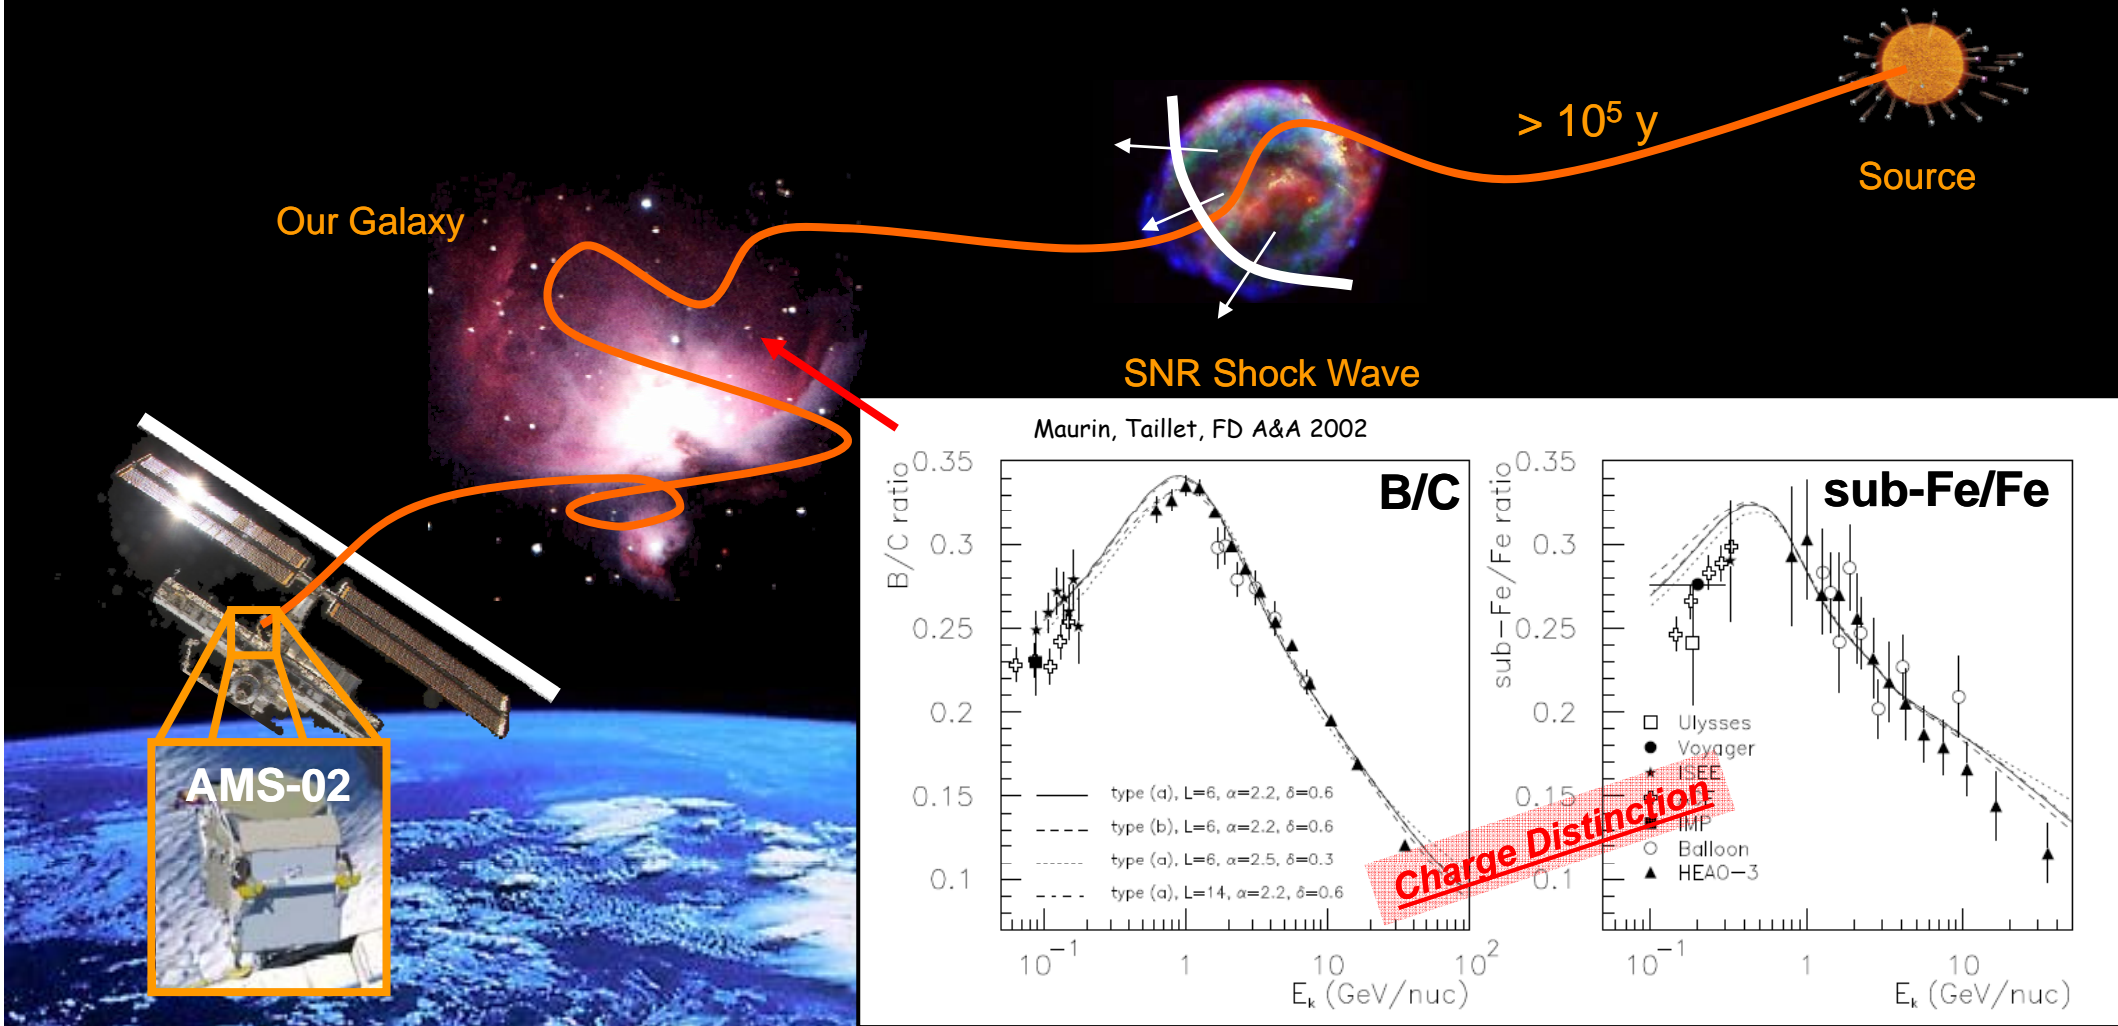 > 10⁵ y
Source
Our Galaxy
SNR Shock Wave
AMS-02
Maurin, Taillet, FD A&A 2002
B/C ratio
0.35
0.3
0.25
0.2
0.15
0.1
B/C
type (a), L=6, α=2.2, δ=0.6
type (b), L=6, α=2.2, δ=0.6
type (a), L=6, α=2.5, δ=0.3
type (a), L=14, α=2.2, δ=0.6
10⁻¹ 1 10 10²
Eₖ (GeV/nuc)
Charge Distinction
sub-Fe/Fe ratio
0.35
0.3
0.25
0.2
0.15
0.1
sub-Fe/Fe
Ulysses
Voyager
ISEE
IMP
Balloon
HEAO-3
10⁻¹ 1 10
Eₖ (GeV/nuc)